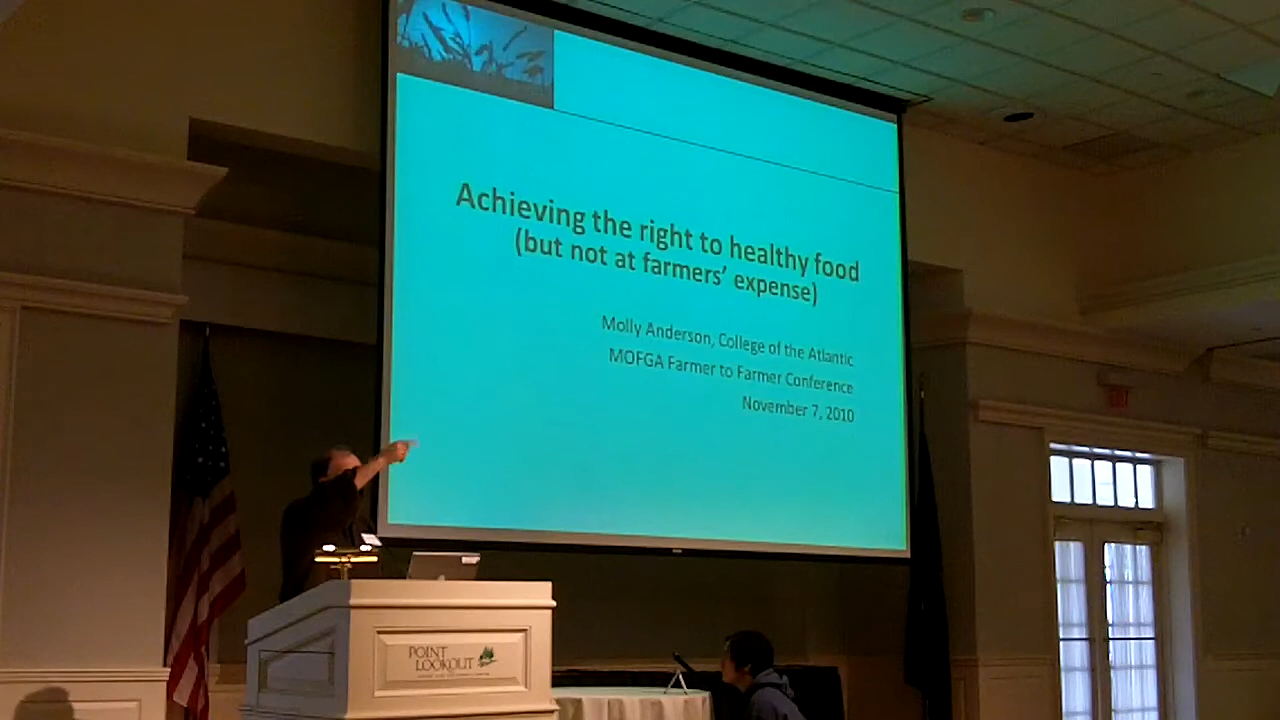 Achieving the right to healthy food
(but not at farmers' expense)
Molly Anderson, College of the Atlantic
MOFGA Farmer to Farmer Conference
November 7, 2010
EXIT
POINT
LOOKOUT